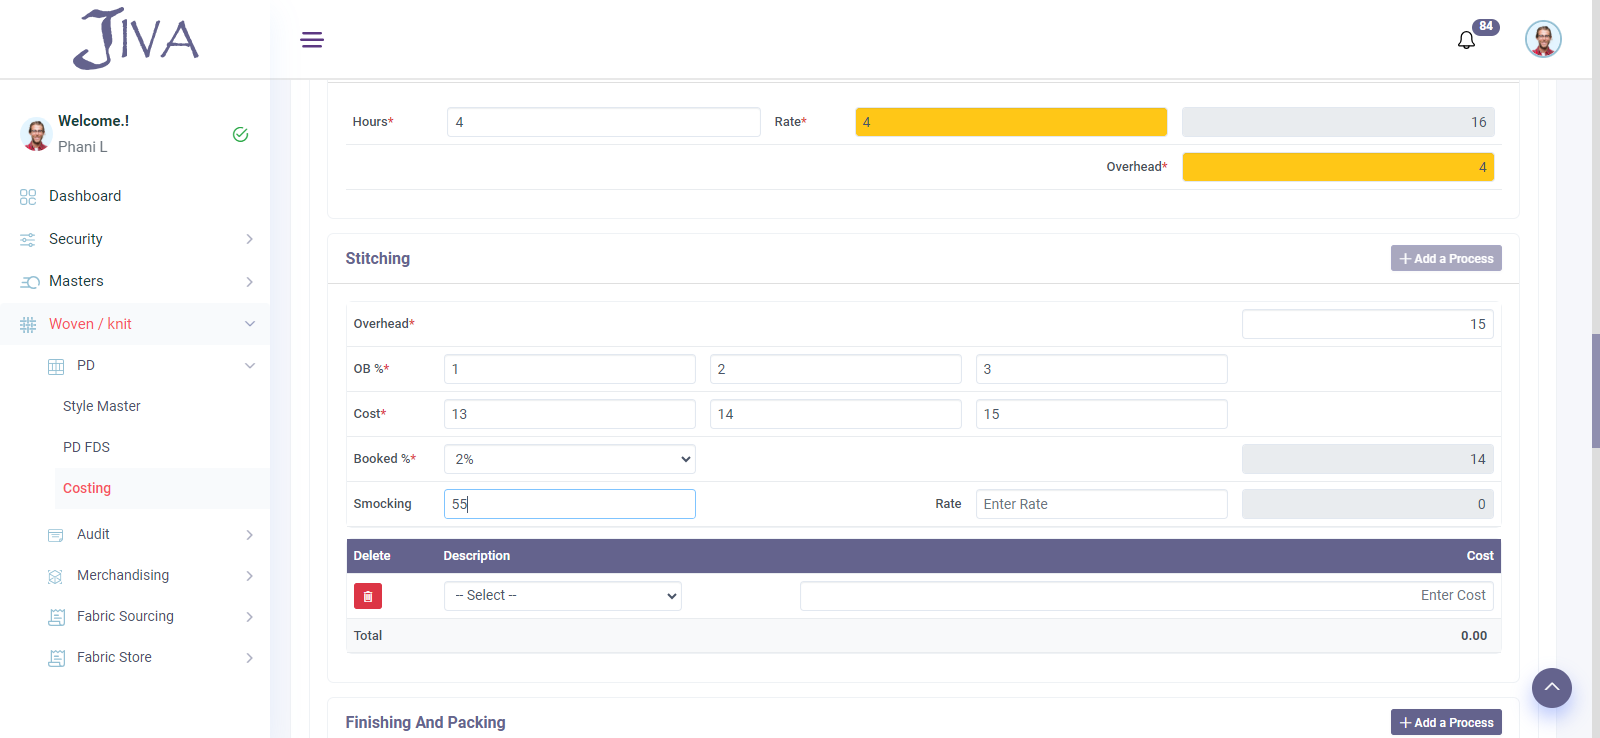 JIVA
84
Welcome.!
Phani L
Dashboard
Security
Masters
Woven / knit
PD
Style Master
PD FDS
Costing
Audit
Merchandising
Fabric Sourcing
Fabric Store
Hours* 4 Rate* 4 16
Overhead* 4
Stitching + Add a Process
Overhead* 15
OB %* 1 2 3
Cost* 13 14 15
Booked %* 2% 14
Smocking 55 Rate Enter Rate 0
Delete Description Cost
-- Select -- Enter Cost
Total 0.00
Finishing And Packing + Add a Process